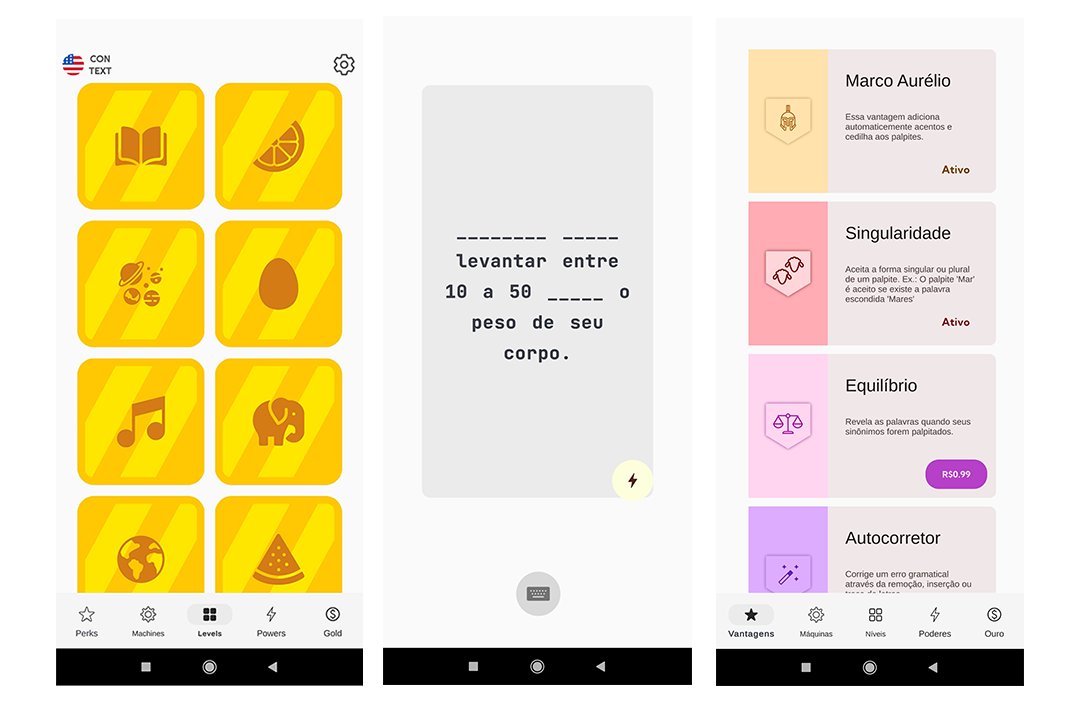 CON
TEXT
Perks
Machines
Levels
Powers
Gold
________ _____
levantar entre
10 a 50 _____ o
peso de seu
corpo.
Marco Aurélio
Essa vantagem adiciona
automaticamente acentos e
cedilha aos palpites.
Ativo
Singularidade
Aceita a forma singular ou plural
de um palpite. Ex.: O palpite 'Mar'
é aceito se existe a palavra
escondida 'Mares'
Ativo
Equilíbrio
Revela as palavras quando seus
sinônimos forem palpitados.
R$0.99
Autocorretor
Corrige um erro gramatical
através da remoção, inserção ou
Vantagens
Máquinas
Níveis
Poderes
Ouro